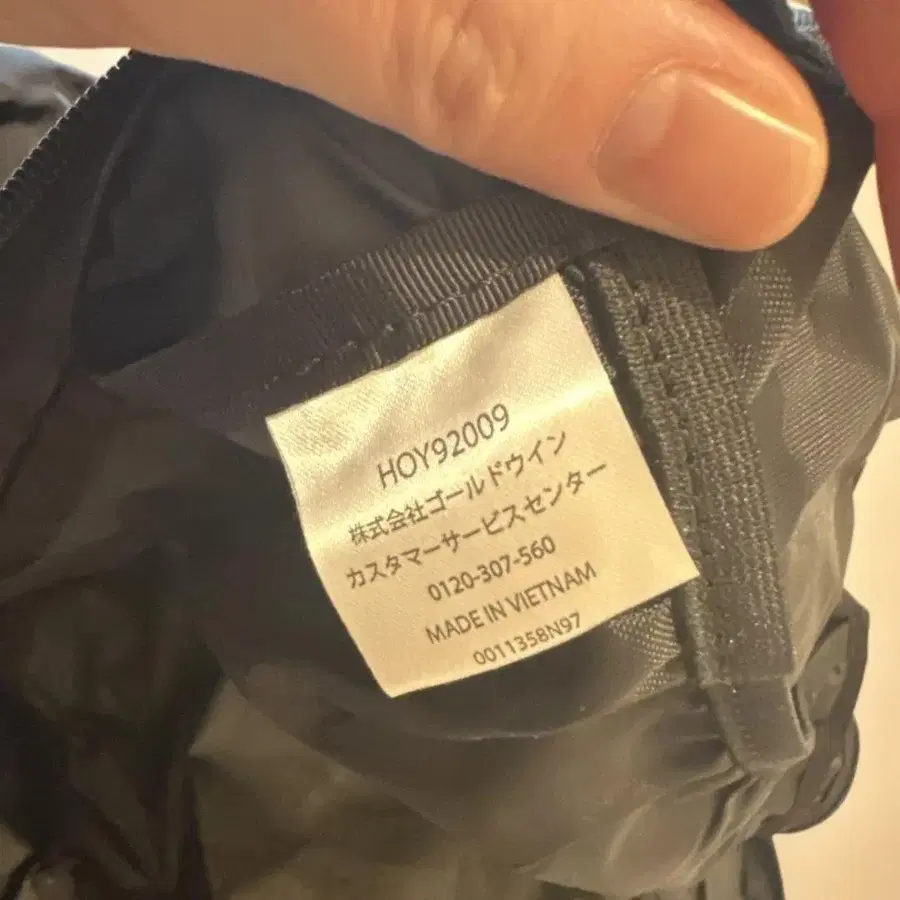 HOY92009
株式会社ゴールドウイン
カスタマーサービスセンター
0120-307-560
MADE IN VIETNAM
0011358N97